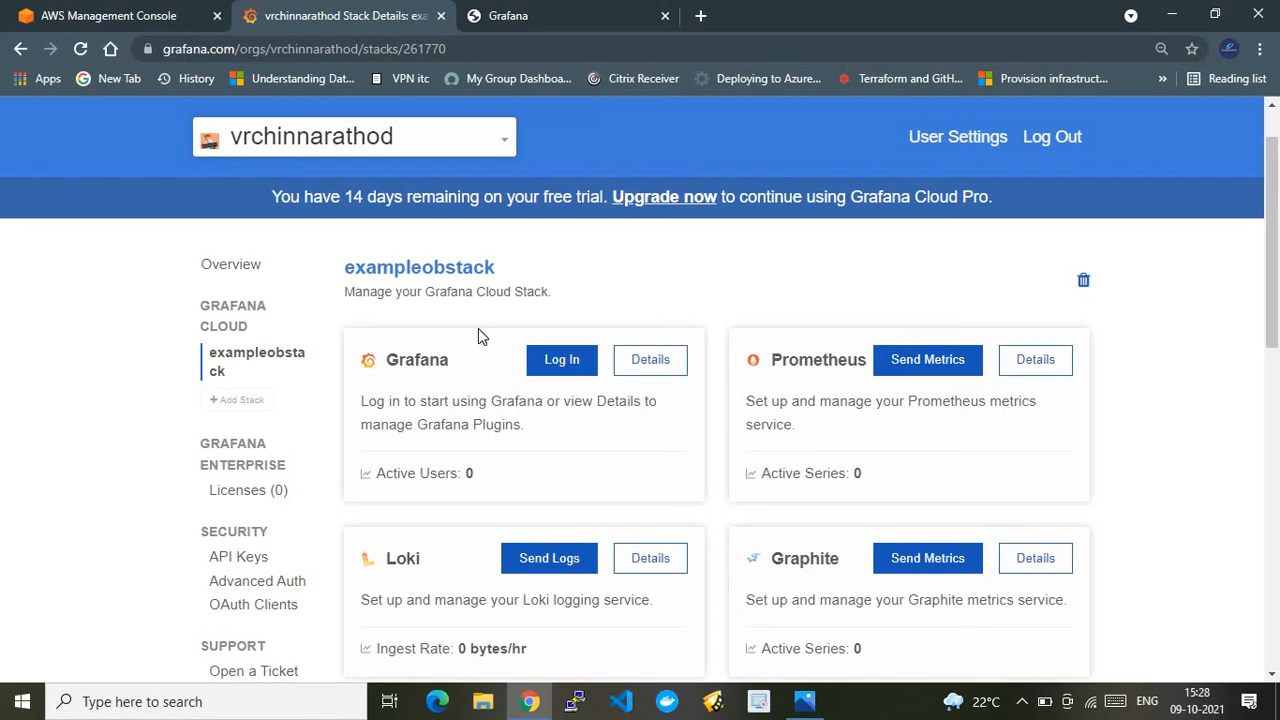 AWS Management Console
vrchinnarathod Stack Details: exa
Grafana
grafana.com/orgs/vrchinnarathod/stacks/261770
Apps
New Tab
History
Understanding Dat...
VPN itc
My Group Dashboa...
Citrix Receiver
Deploying to Azure...
Terraform and GitH...
Provision infrastruct...
»
Reading list
vrchinnarathod
User Settings
Log Out
You have 14 days remaining on your free trial. Upgrade now to continue using Grafana Cloud Pro.
Overview
GRAFANA
CLOUD
exampleobsta
ck
+ Add Stack
GRAFANA
ENTERPRISE
Licenses (0)
SECURITY
API Keys
Advanced Auth
OAuth Clients
SUPPORT
Open a Ticket
exampleobstack
Manage your Grafana Cloud Stack.
Grafana
Log In
Details
Log in to start using Grafana or view Details to
manage Grafana Plugins.
Active Users: 0
Prometheus
Send Metrics
Details
Set up and manage your Prometheus metrics
service.
Active Series: 0
Loki
Send Logs
Details
Set up and manage your Loki logging service.
Ingest Rate: 0 bytes/hr
Graphite
Send Metrics
Details
Set up and manage your Graphite metrics service.
Active Series: 0
Type here to search
22°C
ENG
15:28
09-10-2021